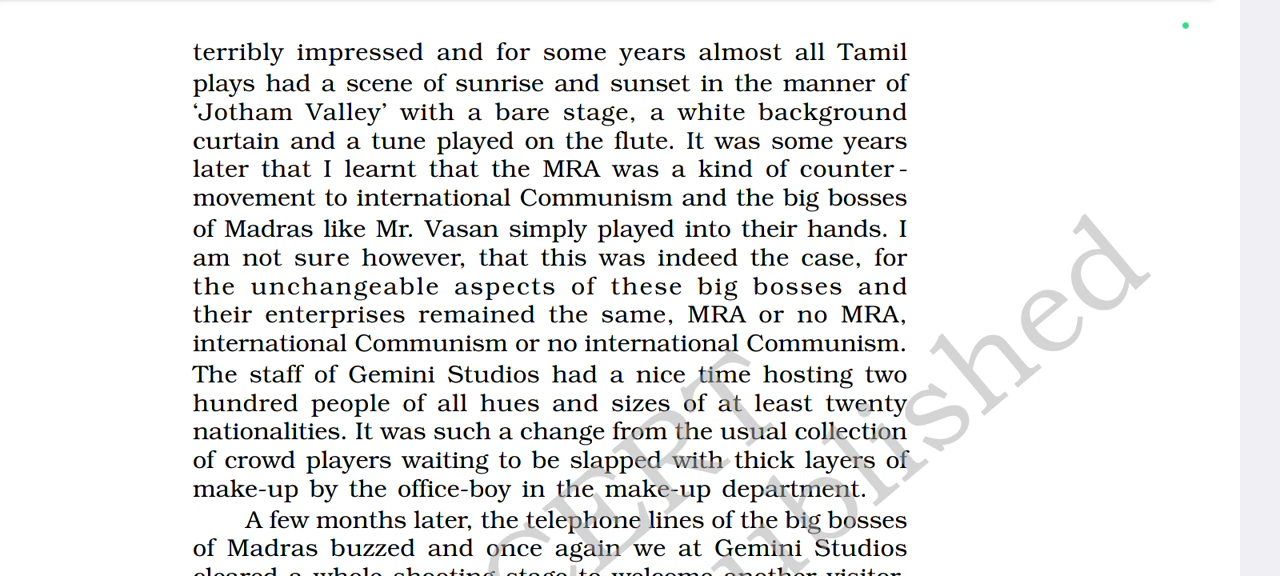 terribly impressed and for some years almost all Tamil
plays had a scene of sunrise and sunset in the manner of
‘Jotham Valley’ with a bare stage, a white background
curtain and a tune played on the flute. It was some years
later that I learnt that the MRA was a kind of counter-
movement to international Communism and the big bosses
of Madras like Mr. Vasan simply played into their hands. I
am not sure however, that this was indeed the case, for
the unchangeable aspects of these big bosses and
their enterprises remained the same, MRA or no MRA,
international Communism or no international Communism.
The staff of Gemini Studios had a nice time hosting two
hundred people of all hues and sizes of at least twenty
nationalities. It was such a change from the usual collection
of crowd players waiting to be slapped with thick layers of
make-up by the office-boy in the make-up department.
A few months later, the telephone lines of the big bosses
of Madras buzzed and once again we at Gemini Studios
cleared a whole shooting stage to welcome another visitor.